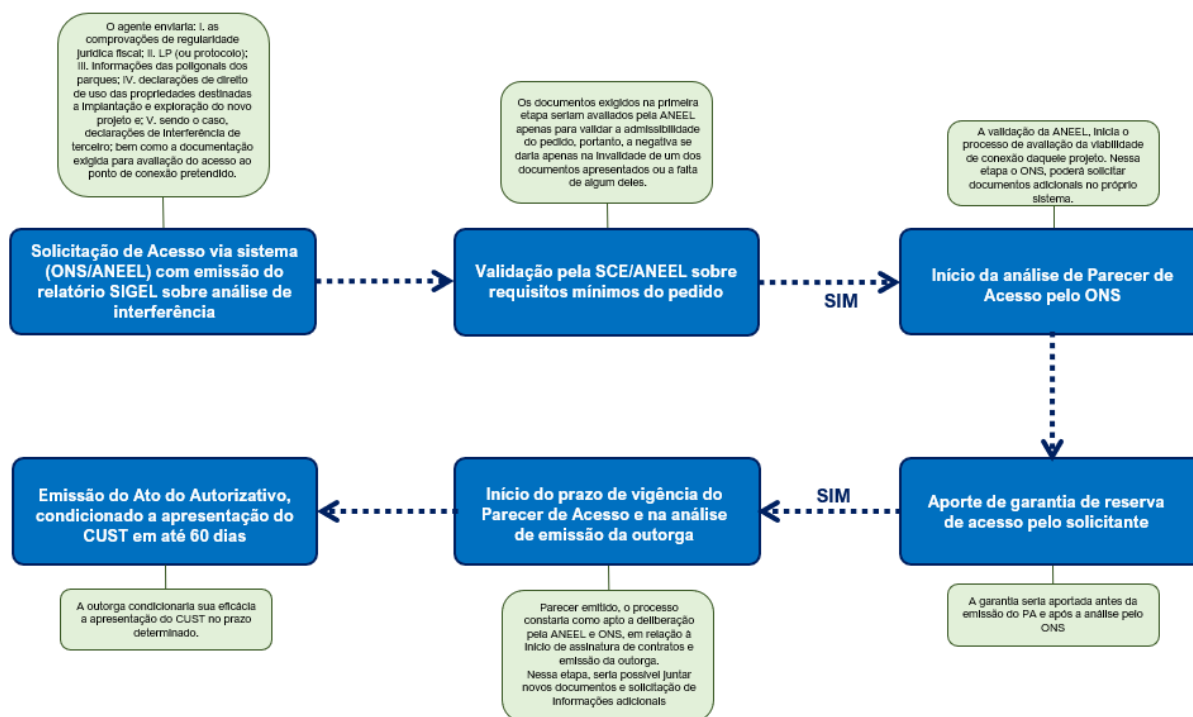 O agente enviaria: I. as
comprovações de regularidade
jurídica fiscal; II. LP (ou protocolo);
III. Informações das poligonais dos
parques; IV. declarações de direito
de uso das propriedades destinadas
a implantação e exploração do novo
projeto e; V. sendo o caso,
declarações de interferência de
terceiro; bem como a documentação
exigida para avaliação do acesso ao
ponto de conexão pretendido.
Os documentos exigidos na primeira
etapa seriam avaliados pela ANEEL
apenas para validar a admissibilidade
do pedido, portanto, a negativa se
daria apenas na invalidade de um dos
documentos apresentados ou a falta
de algum deles.
A validação da ANEEL, inicia o
processo de avaliação da viabilidade
de conexão daquele projeto. Nessa
etapa o ONS, poderá solicitar
documentos adicionais no próprio
sistema.
Solicitação de Acesso via sistema
(ONS/ANEEL) com emissão do
relatório SIGEL sobre análise de
interferência
Validação pela SCE/ANEEL sobre
requisitos mínimos do pedido
SIM
Início da análise de Parecer de
Acesso pelo ONS
Emissão do Ato do Autorizativo,
condicionado a apresentação do
CUST em até 60 dias
Início do prazo de vigência do
Parecer de Acesso e na análise
de emissão da outorga
SIM
Aporte de garantia de reserva
de acesso pelo solicitante
A outorga condicionaria sua eficácia
a apresentação do CUST no prazo
determinado.
Parecer emitido, o processo
constaria como apto a deliberação
pela ANEEL e ONS, em relação à
início de assinatura de contratos e
emissão da outorga.
Nessa etapa, seria possível juntar
novos documentos e solicitação de
informações adicionais
A garantia seria aportada antes da
emissão do PA e após a análise pelo
ONS